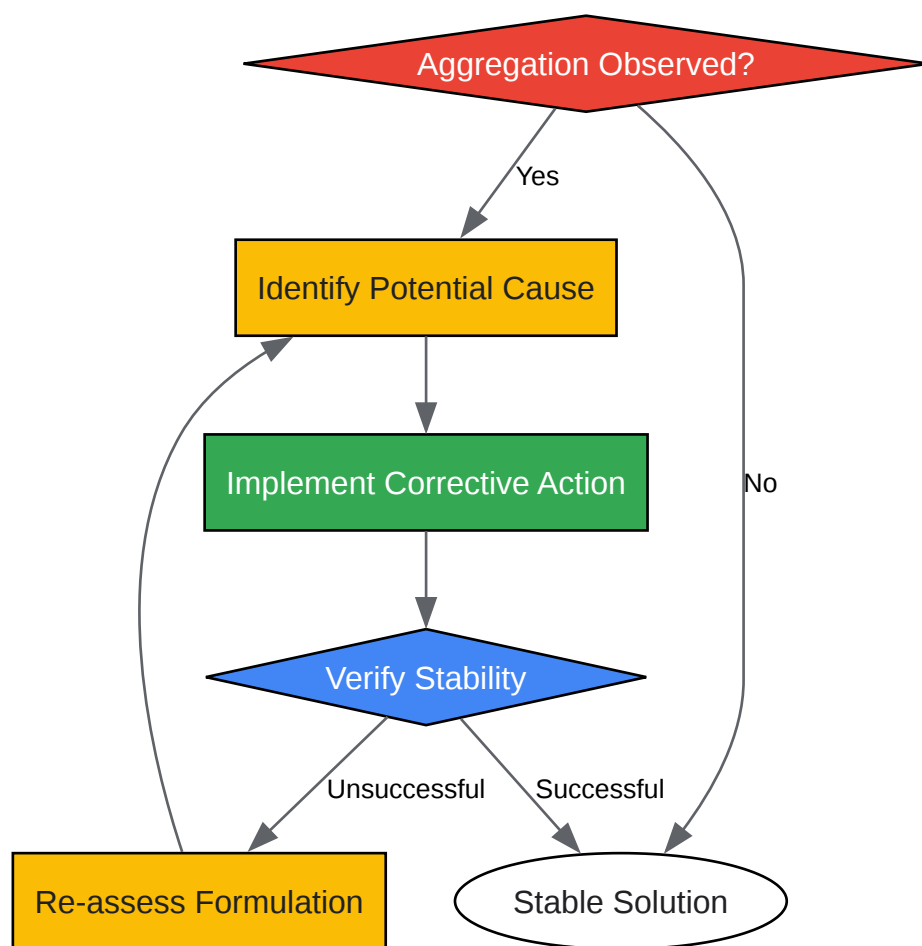 Aggregation Observed?
Yes
Identify Potential Cause
Implement Corrective Action
No
Verify Stability
Unsuccessful
Successful
Re-assess Formulation
Stable Solution